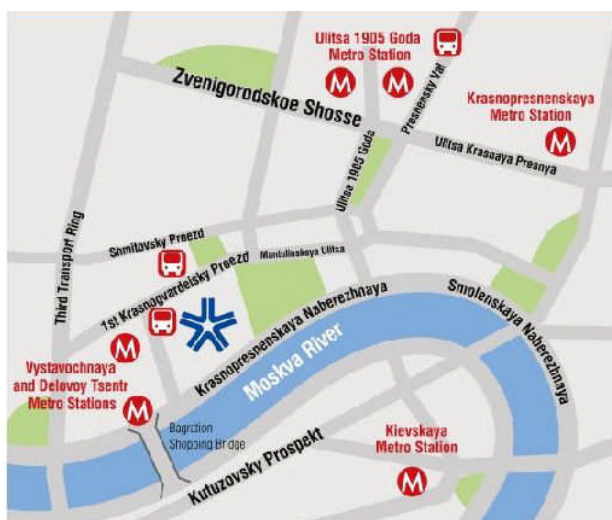 Ulitsa 1905 Goda
Metro Station
M
M
Presnensky Val
Zvenigorodskoe Shosse
Krasnopresnenskaya
Metro Station
M
Ulitsa Krasnaya Presnya
Ulitsa 1905 Goda
Third Transport Ring
Shmitovsky Proezd
Mantulinskaya Ulitsa
1st Krasnogvardelsky Proezd
Krasnopresnenskaya Naberezhnaya
Smolenskaya Naberezhnaya
Moskva River
M
Vystavochnaya
and Delovoy Tsentr
Metro Stations
M
Bagrction
Shopping Bridge
Kutuzovsky Prospekt
Kievskaya
Metro Station
M